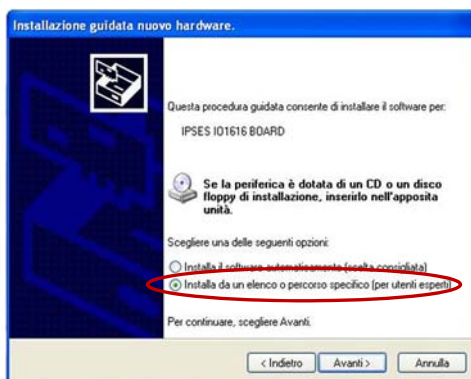 Installazione guidata nuovo hardware.
Questa procedura guidata consente di installare il software per:
IPSES IO1616 BOARD
Se la periferica è dotata di un CD o un disco
floppy di installazione, inserirlo nell'apposita
unità.
Scegliere una delle seguenti opzioni:
Installa il software automaticamente (scelta consigliata)
Installa da un elenco o percorso specifico (per utenti esperti)
Per continuare, scegliere Avanti.
< Indietro
Avanti >
Annulla